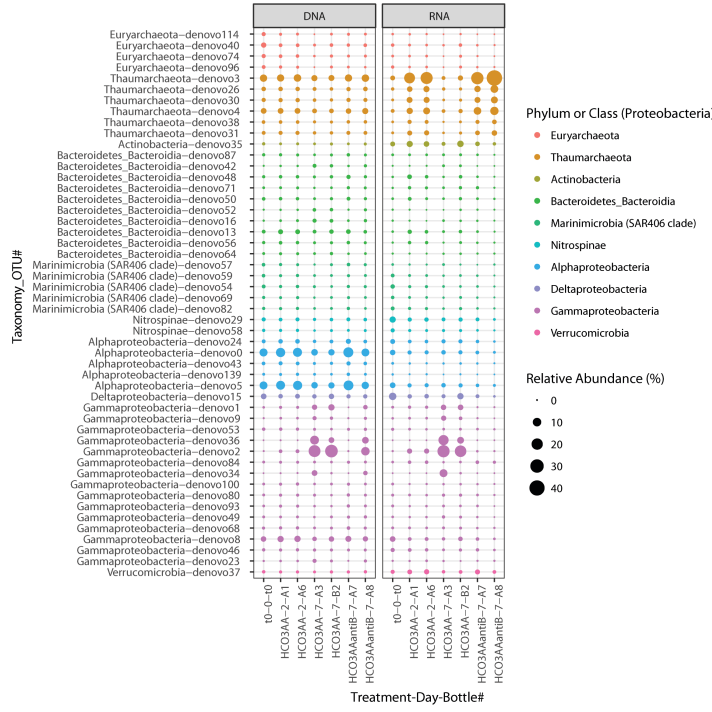 DNA
RNA
Taxonomy_OTU#
Euryarchaeota−denovo114
Euryarchaeota−denovo40
Euryarchaeota−denovo74
Euryarchaeota−denovo96
Thaumarchaeota−denovo3
Thaumarchaeota−denovo26
Thaumarchaeota−denovo30
Thaumarchaeota−denovo4
Thaumarchaeota−denovo38
Thaumarchaeota−denovo31
Actinobacteria−denovo35
Bacteroidetes_Bacteroidia−denovo87
Bacteroidetes_Bacteroidia−denovo42
Bacteroidetes_Bacteroidia−denovo48
Bacteroidetes_Bacteroidia−denovo71
Bacteroidetes_Bacteroidia−denovo50
Bacteroidetes_Bacteroidia−denovo52
Bacteroidetes_Bacteroidia−denovo16
Bacteroidetes_Bacteroidia−denovo13
Bacteroidetes_Bacteroidia−denovo56
Bacteroidetes_Bacteroidia−denovo64
Marinimicrobia (SAR406 clade)−denovo57
Marinimicrobia (SAR406 clade)−denovo59
Marinimicrobia (SAR406 clade)−denovo54
Marinimicrobia (SAR406 clade)−denovo69
Marinimicrobia (SAR406 clade)−denovo82
Nitrospinae−denovo29
Nitrospinae−denovo58
Alphaproteobacteria−denovo24
Alphaproteobacteria−denovo0
Alphaproteobacteria−denovo43
Alphaproteobacteria−denovo139
Alphaproteobacteria−denovo5
Deltaproteobacteria−denovo15
Gammaproteobacteria−denovo1
Gammaproteobacteria−denovo9
Gammaproteobacteria−denovo53
Gammaproteobacteria−denovo36
Gammaproteobacteria−denovo2
Gammaproteobacteria−denovo84
Gammaproteobacteria−denovo34
Gammaproteobacteria−denovo100
Gammaproteobacteria−denovo80
Gammaproteobacteria−denovo93
Gammaproteobacteria−denovo49
Gammaproteobacteria−denovo68
Gammaproteobacteria−denovo8
Gammaproteobacteria−denovo46
Gammaproteobacteria−denovo23
Verrucomicrobia−denovo37
t0−0−t0
HCO3AA−2−A1
HCO3AA−2−A6
HCO3AA−7−A3
HCO3AA−7−B2
HCO3AAantiB−7−A7
HCO3AAantiB−7−A8
t0−0−t0
HCO3AA−2−A1
HCO3AA−2−A6
HCO3AA−7−A3
HCO3AA−7−B2
HCO3AAantiB−7−A7
HCO3AAantiB−7−A8
Treatment-Day-Bottle#
Phylum or Class (Proteobacteria)
Euryarchaeota
Thaumarchaeota
Actinobacteria
Bacteroidetes_Bacteroidia
Marinimicrobia (SAR406 clade)
Nitrospinae
Alphaproteobacteria
Deltaproteobacteria
Gammaproteobacteria
Verrucomicrobia
Relative Abundance (%)
0
10
20
30
40